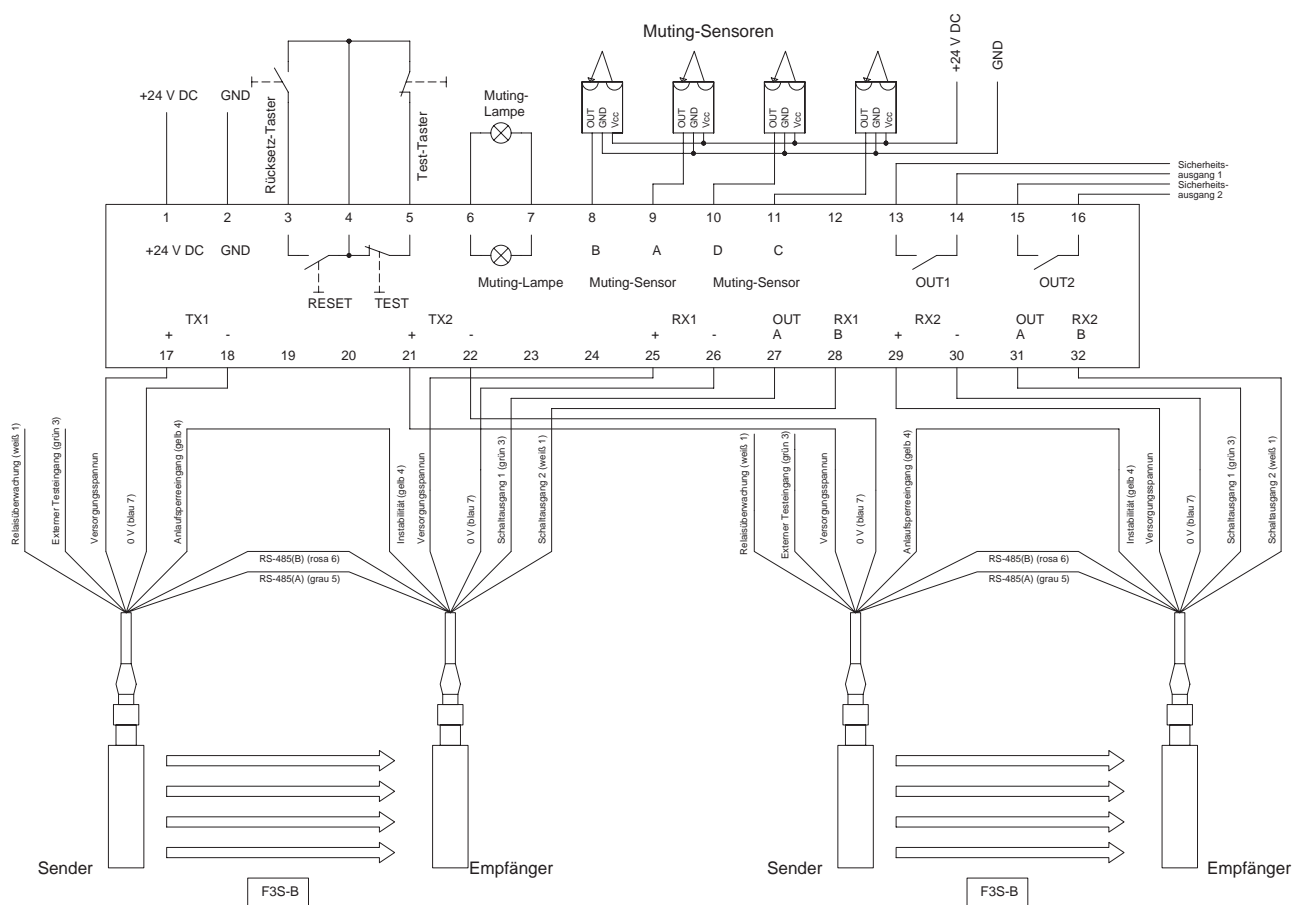 Muting-Sensoren
+24 V DC
GND
+24 V DC
GND
Rücksetz-Taster
Test-Taster
Muting-
Lampe
OUT
GND
Vcc
OUT
GND
Vcc
OUT
GND
Vcc
OUT
GND
Vcc
Sicherheits-
ausgang 1
Sicherheits-
ausgang 2
1 2 3 4 5 6 7 8 9 10 11 12 13 14 15 16
+24 V DC GND B A D C
RESET TEST Muting-Lampe Muting-Sensor Muting-Sensor OUT1 OUT2
TX1 TX2 RX1 OUT RX1 RX2 OUT RX2
+ - + - + - A B + - A B
17 18 19 20 21 22 23 24 25 26 27 28 29 30 31 32
Relaisüberwachung (weiß 1)
Externer Testeingang (grün 3)
Versorgungsspannun
0 V (blau 7)
Anlaufsperreeingang (gelb 4)
Instabilität (gelb 4)
Versorgungsspannun
0 V (blau 7)
Schaltausgang 1 (grün 3)
Schaltausgang 2 (weiß 1)
Relaisüberwachung (weiß 1)
Externer Testeingang (grün 3)
Versorgungsspannun
0 V (blau 7)
Anlaufsperreeingang (gelb 4)
Instabilität (gelb 4)
Versorgungsspannun
0 V (blau 7)
Schaltausgang 1 (grün 3)
Schaltausgang 2 (weiß 1)
RS-485(B) (rosa 6)
RS-485(A) (grau 5)
RS-485(B) (rosa 6)
RS-485(A) (grau 5)
Sender
Empfänger
Sender
Empfänger
F3S-B
F3S-B